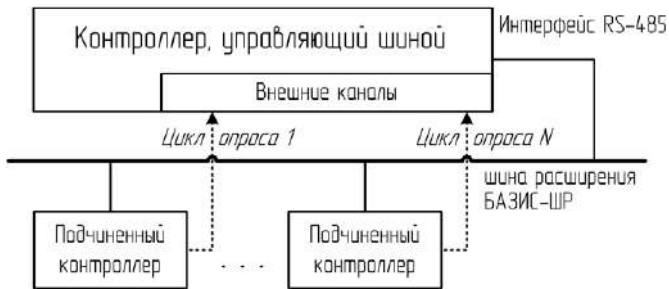 Контроллер, управляющий шиной
Интерфейс RS-485
Внешние каналы
Цикл опроса 1
Цикл опроса N
шина расширения
БАЗИС-ШР
Подчиненный
контроллер
. . .
Подчиненный
контроллер